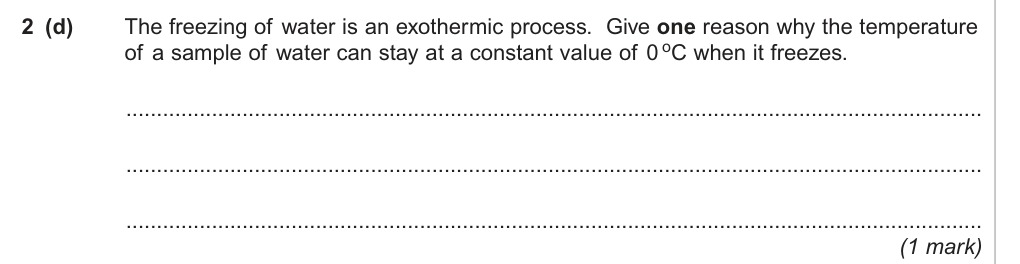 2 (d) The freezing of water is an exothermic process. Give one reason why the temperature
of a sample of water can stay at a constant value of 0 °C when it freezes.
(1 mark)